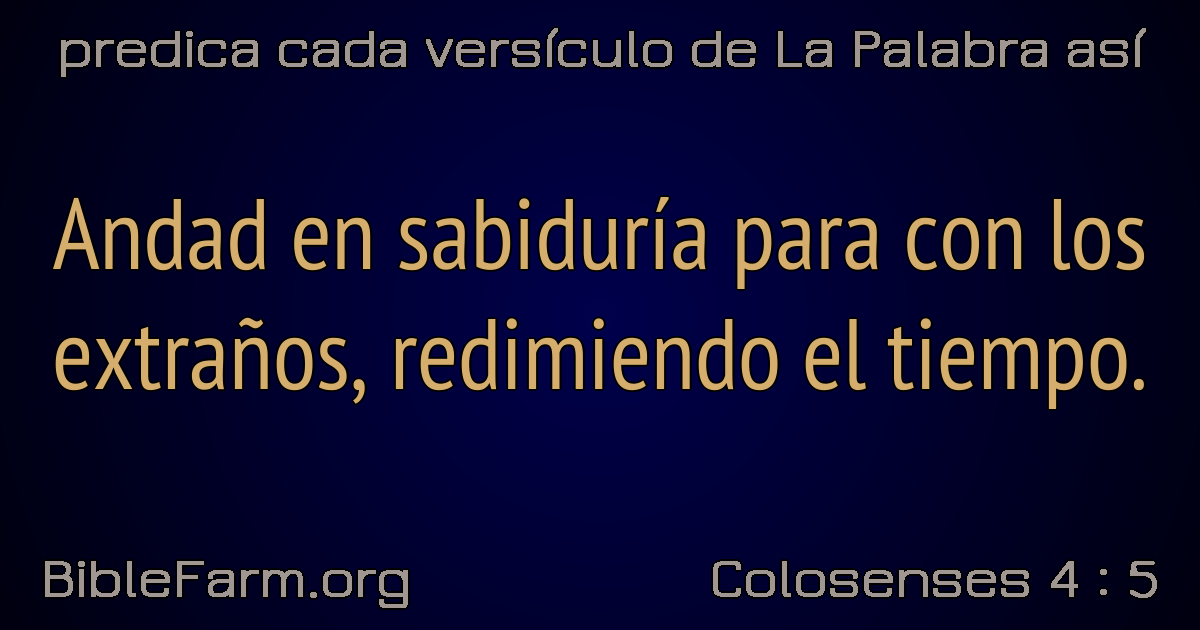 predica cada versículo de La Palabra así
Andad en sabiduría para con los
extraños, redimiendo el tiempo.
BibleFarm.org
Colosenses 4 : 5